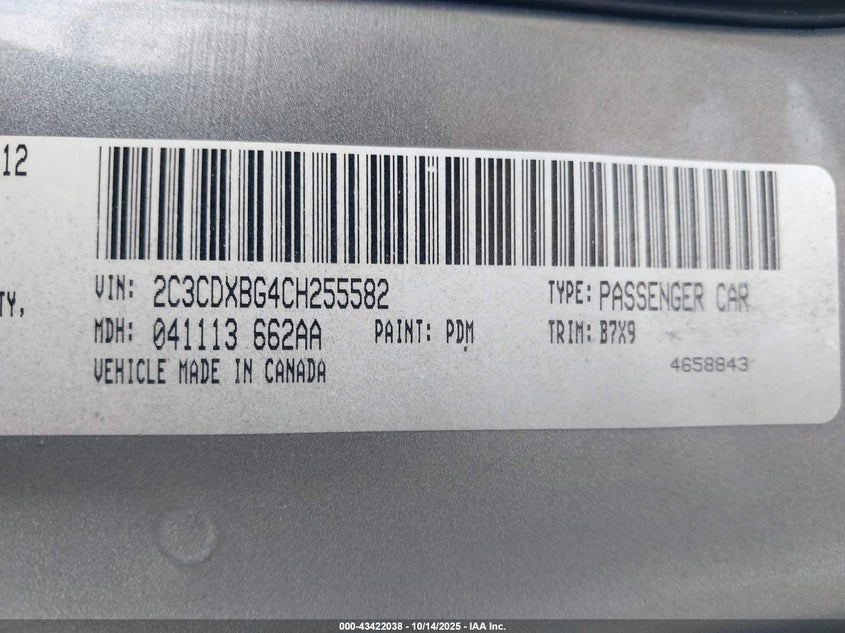 12
TY,
VIN: 2C3CDXBG4CH255582 TYPE: PASSENGER CAR
MDH: 041113 662AA PAINT: PDM TRIM: B7X9
VEHICLE MADE IN CANADA 4658843
000-43422038 - 10/14/2025 - IAA Inc.